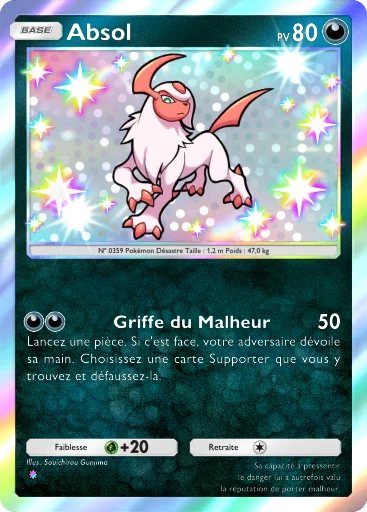 BASE Absol PV 80
N° 0359 Pokémon Désastre Taille : 1,2 m Poids : 47,0 kg
Griffe du Malheur 50
Lancez une pièce. Si c'est face, votre adversaire dévoile
sa main. Choisissez une carte Supporter que vous y
trouvez et défaussez-la.
Faiblesse +20 Retraite
Illus. Souichirou Gunjima
Sa capacité à pressentir
le danger lui a autrefois valu
la réputation de porter malheur.